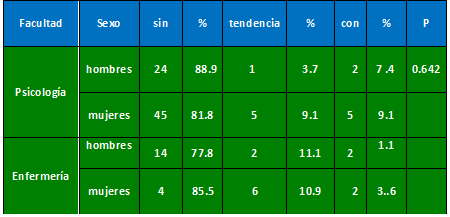 Facultad Sexo sin % tendencia % con % P
Psicología hombres 24 88.9 1 3.7 2 7.4 0.642
mujeres 45 81.8 5 9.1 5 9.1
Enfermería hombres 14 77.8 2 11.1 2 1.1
mujeres 4 85.5 6 10.9 2 3..6